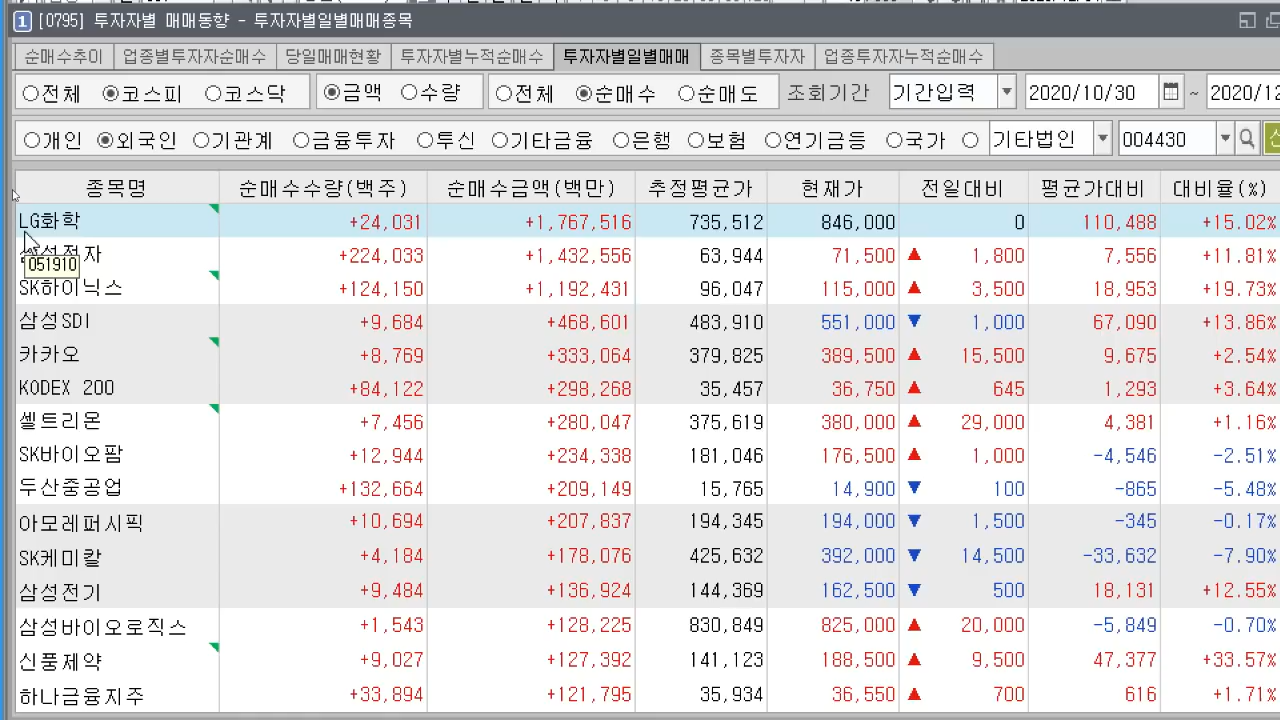 1 [0795] 투자자별 매매동향 - 투자자별일별매매종목
순매수추이 업종별투자자순매수 당일매매현황 투자자별누적순매수 투자자별일별매매 종목별투자자 업종투자자누적순매수
전체 코스피 코스닥 금액 수량 전체 순매수 순매도 조회기간 기간입력 2020/10/30 ~ 2020/12
개인 외국인 기관계 금융투자 투신 기타금융 은행 보험 연기금등 국가 기타법인 004430
종목명 순매수수량(백주) 순매수금액(백만) 추정평균가 현재가 전일대비 평균가대비 대비율(%)
LG화학 +24,031 +1,767,516 735,512 846,000 0 110,488 +15.02%
삼성전자 +224,033 +1,432,556 63,944 71,500 ▲ 1,800 7,556 +11.81%
051910
SK하이닉스 +124,150 +1,192,431 96,047 115,000 ▲ 3,500 18,953 +19.73%
삼성SDI +9,684 +468,601 483,910 551,000 ▼ 1,000 67,090 +13.86%
카카오 +8,769 +333,064 379,825 389,500 ▲ 15,500 9,675 +2.54%
KODEX 200 +84,122 +298,268 35,457 36,750 ▲ 645 1,293 +3.64%
셀트리온 +7,456 +280,047 375,619 380,000 ▲ 29,000 4,381 +1.16%
SK바이오팜 +12,944 +234,338 181,046 176,500 ▲ 1,000 -4,546 -2.51%
두산중공업 +132,664 +209,149 15,765 14,900 ▼ 100 -865 -5.48%
아모레퍼시픽 +10,694 +207,837 194,345 194,000 ▼ 1,500 -345 -0.17%
SK케미칼 +4,184 +178,076 425,632 392,000 ▼ 14,500 -33,632 -7.90%
삼성전기 +9,484 +136,924 144,369 162,500 ▼ 500 18,131 +12.55%
삼성바이오로직스 +1,543 +128,225 830,849 825,000 ▲ 20,000 -5,849 -0.70%
신풍제약 +9,027 +127,392 141,123 188,500 ▲ 9,500 47,377 +33.57%
하나금융지주 +33,894 +121,795 35,934 36,550 ▲ 700 616 +1.71%